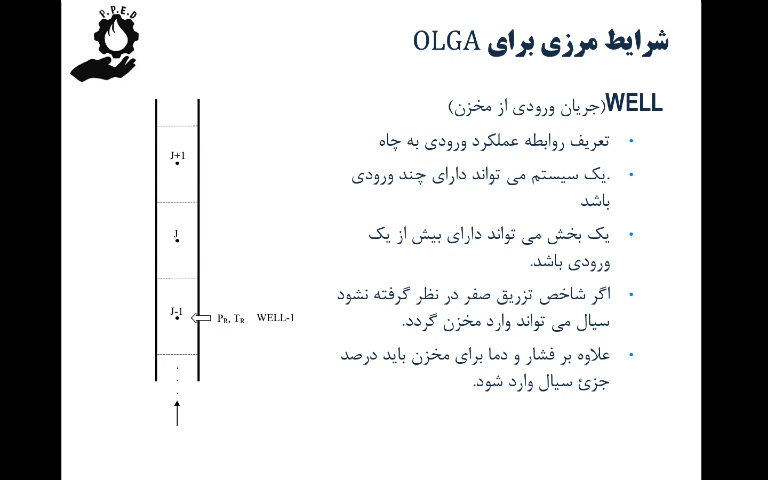 P.P.E.D
شرایط مرزی برای OLGA
WELL(جریان ورودی از مخزن)
• تعریف روابطه عملکرد ورودی به چاه
• .یک سیستم می تواند دارای چند ورودی
باشد
• یک بخش می تواند دارای بیش از یک
ورودی باشد.
• اگر شاخص تزریق صفر در نظر گرفته نشود
سیال می تواند وارد مخزن گردد.
• علاوه بر فشار و دما برای مخزن باید درصد
جزئ سیال وارد شود.
J+1
J
J-1
PR, TR WELL-1